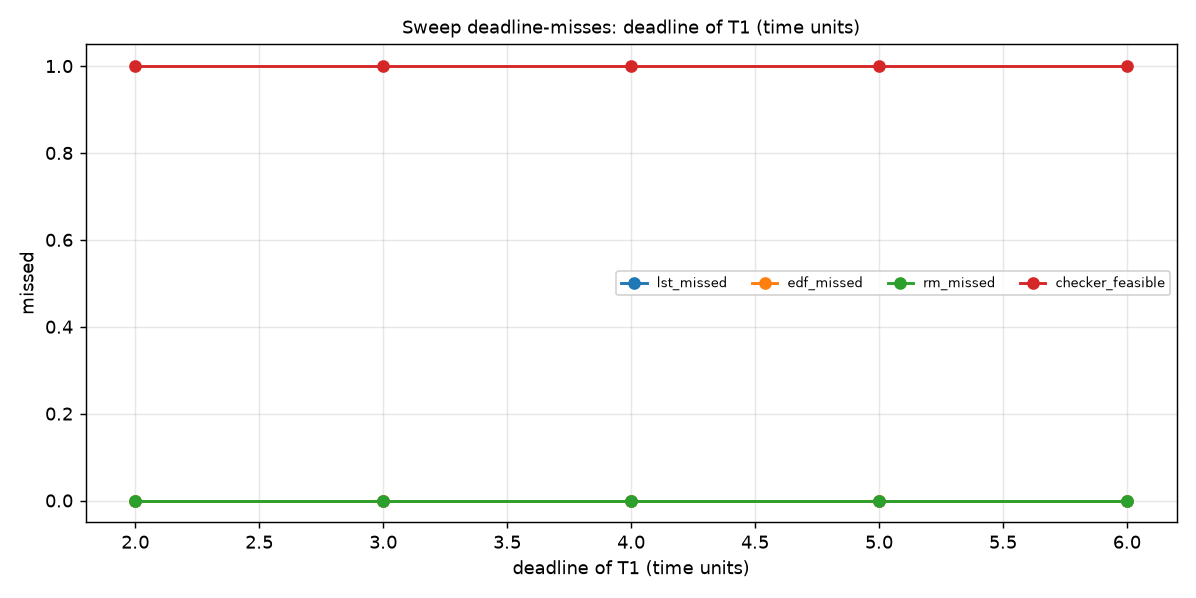 Sweep deadline-misses: deadline of T1 (time units)
1.0
0.8
0.6
0.4
0.2
0.0
missed
lst_missed edf_missed rm_missed checker_feasible
2.0 2.5 3.0 3.5 4.0 4.5 5.0 5.5 6.0
deadline of T1 (time units)